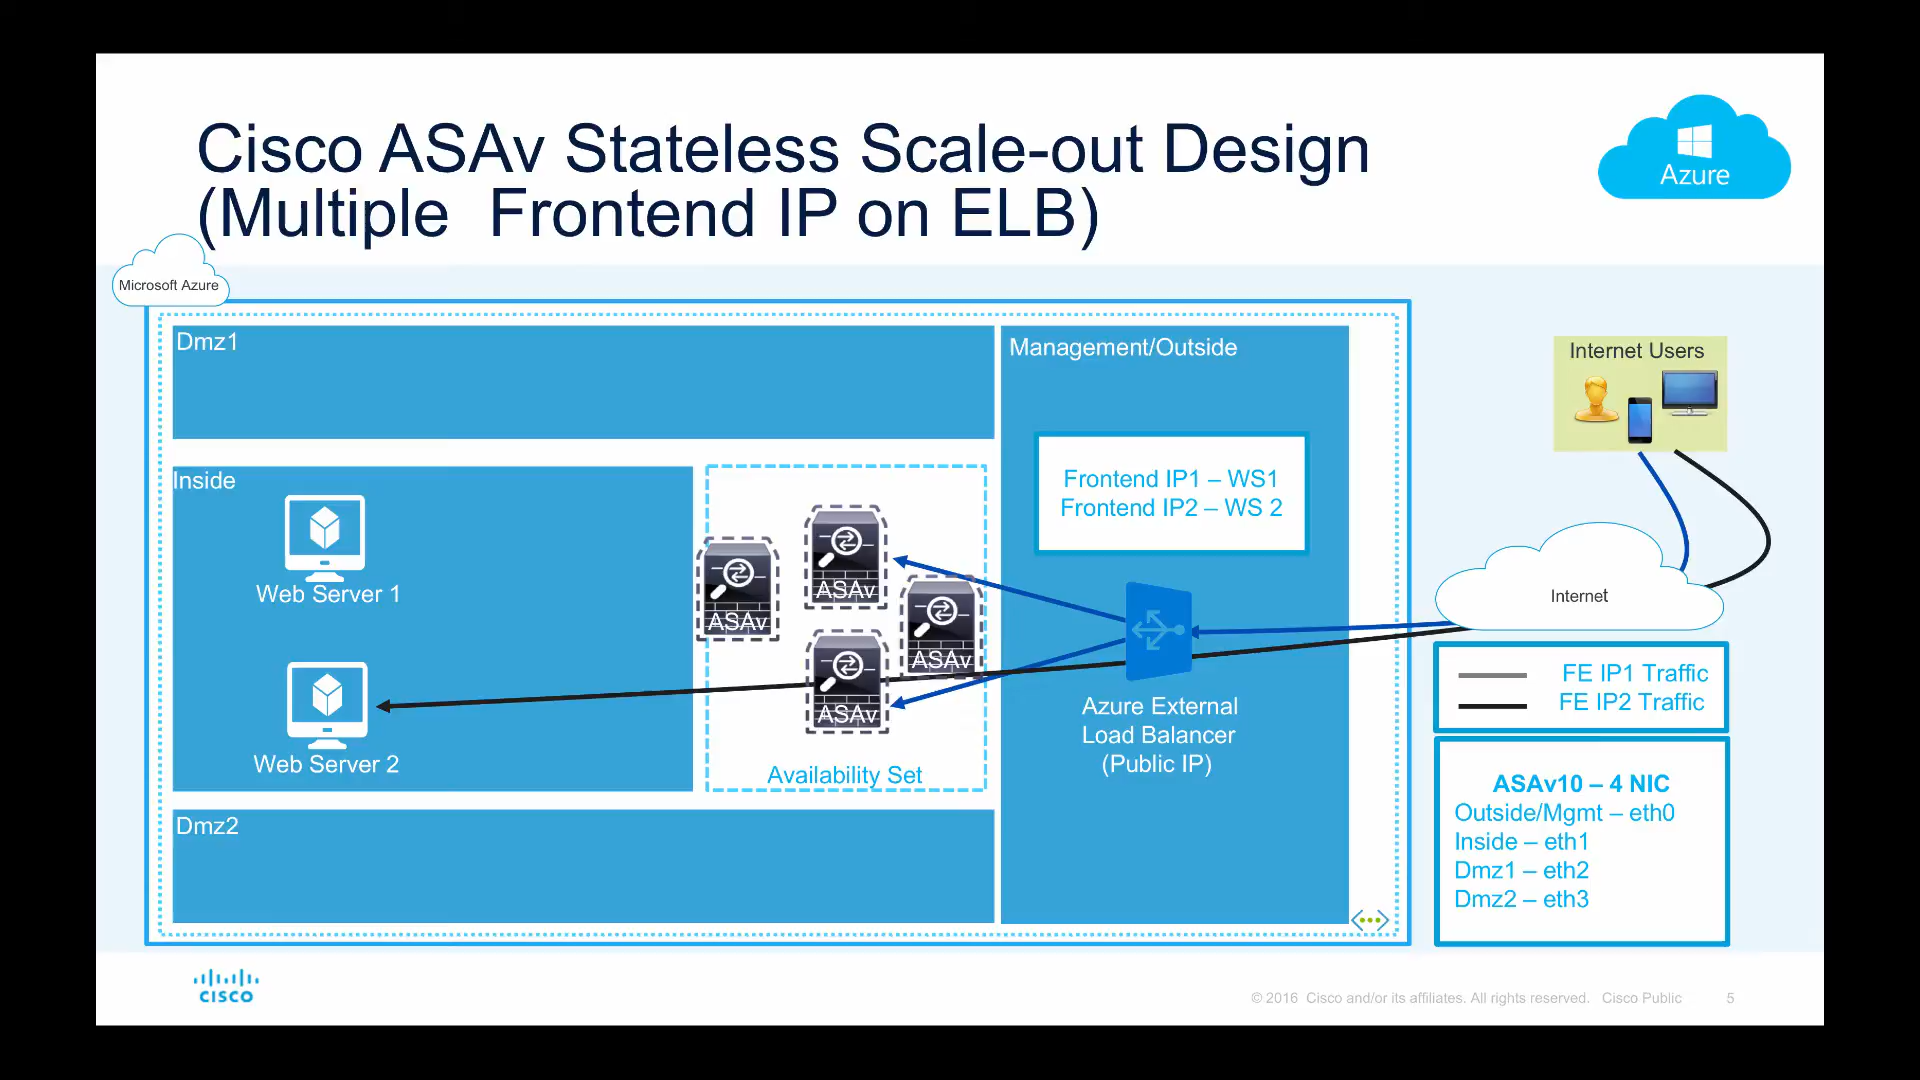 Cisco ASAv Stateless Scale-out Design
(Multiple  Frontend IP on ELB)
Azure
Microsoft Azure
Dmz1
Management/Outside
Internet Users
Inside
Frontend IP1 – WS1
Frontend IP2 – WS 2
Web Server 1
ASAv
ASAv
ASAv
ASAv
Internet
Web Server 2
Availability Set
Azure External
Load Balancer
(Public IP)
FE IP1 Traffic
FE IP2 Traffic
ASAv10 – 4 NIC
Outside/Mgmt – eth0
Inside – eth1
Dmz1 – eth2
Dmz2 – eth3
Dmz2
CISCO
© 2016  Cisco and/or its affiliates. All rights reserved.   Cisco Public
5